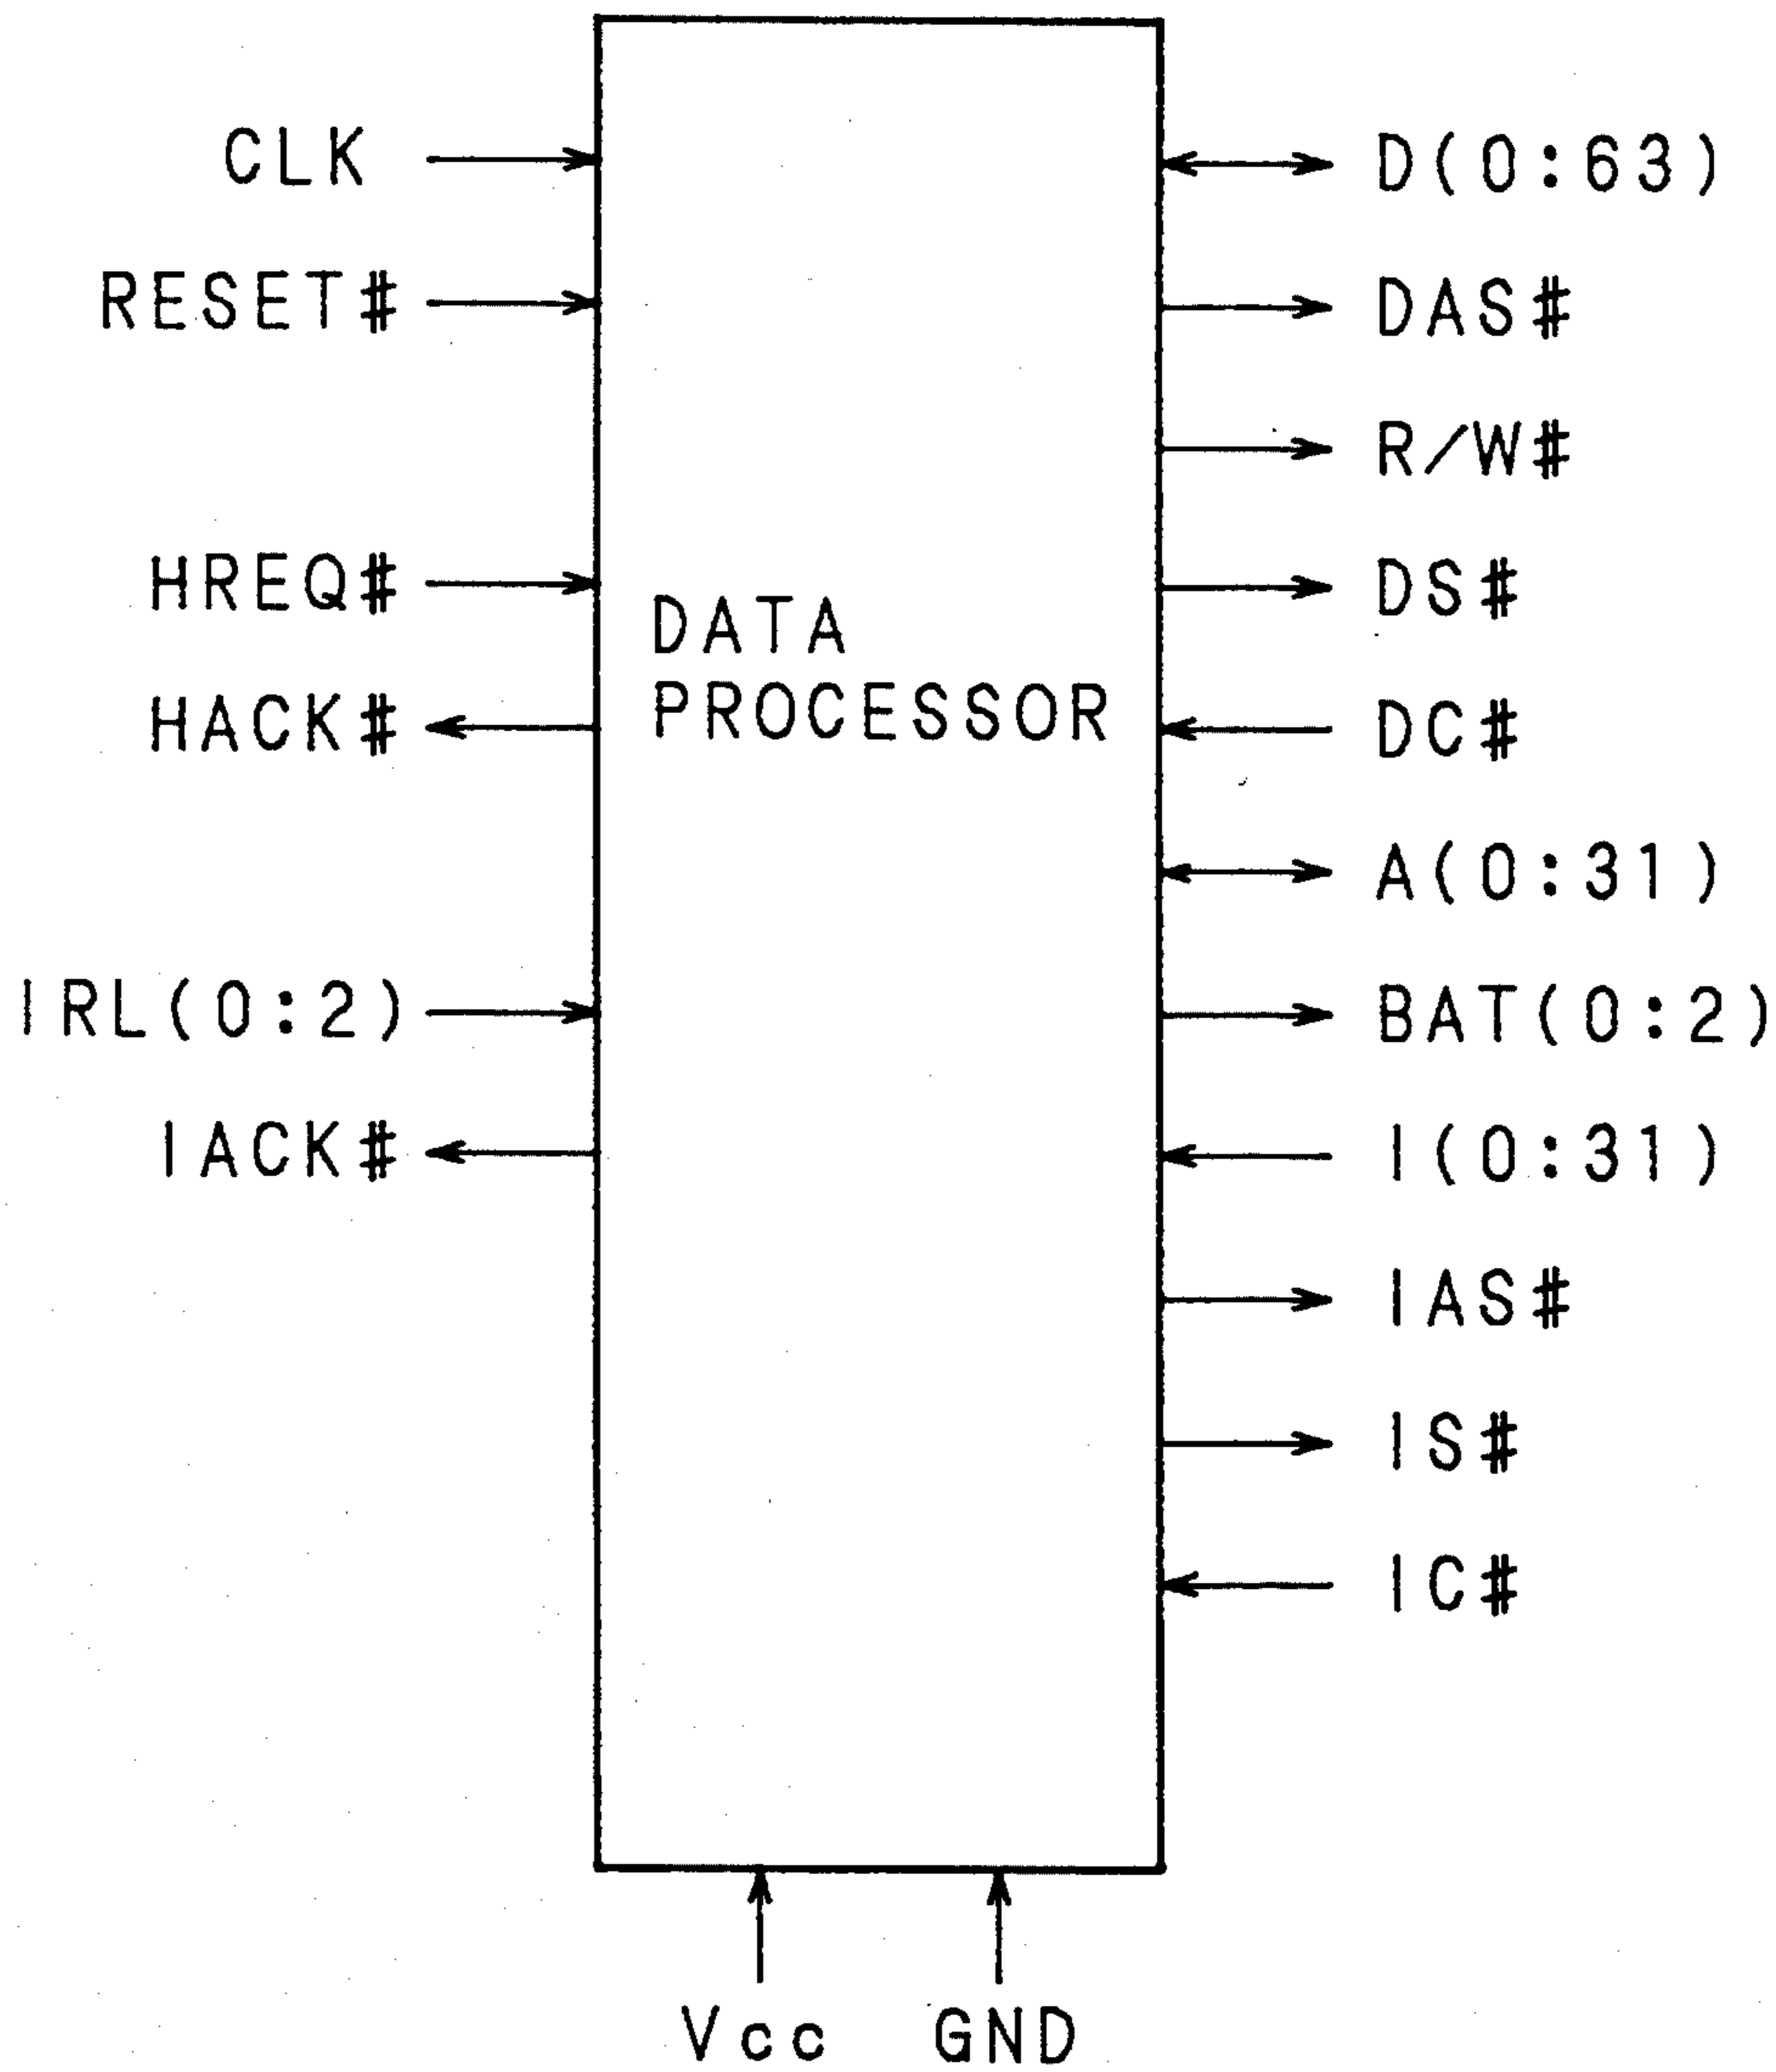 CLK
RESET#
HREQ#
HACK#
IRL(0:2)
IACK#
DATA
PROCESSOR
D(0:63)
DAS#
R/W#
DS#
DC#
A(0:31)
BAT(0:2)
I(0:31)
IAS#
IS#
IC#
Vcc
GND